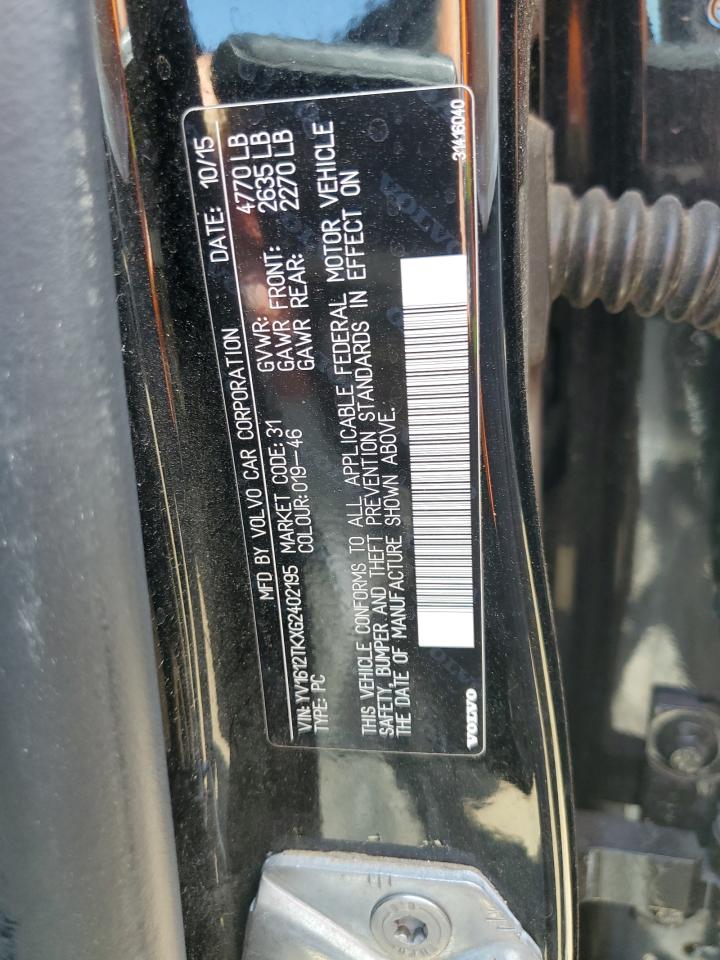 MFD BY VOLVO CAR CORPORATION DATE: 10/15
VIN: YV1612TKXG2402195 MARKET CODE: 31 GVWR: 4770 LB
TYPE: PC COLOUR: 019-46 GAWR FRONT: 2635 LB
GAWR REAR: 2270 LB
THIS VEHICLE CONFORMS TO ALL APPLICABLE FEDERAL MOTOR VEHICLE
SAFETY, BUMPER AND THEFT PREVENTION STANDARDS IN EFFECT ON
THE DATE OF MANUFACTURE SHOWN ABOVE.
VOLVO
VOLVO 31416040